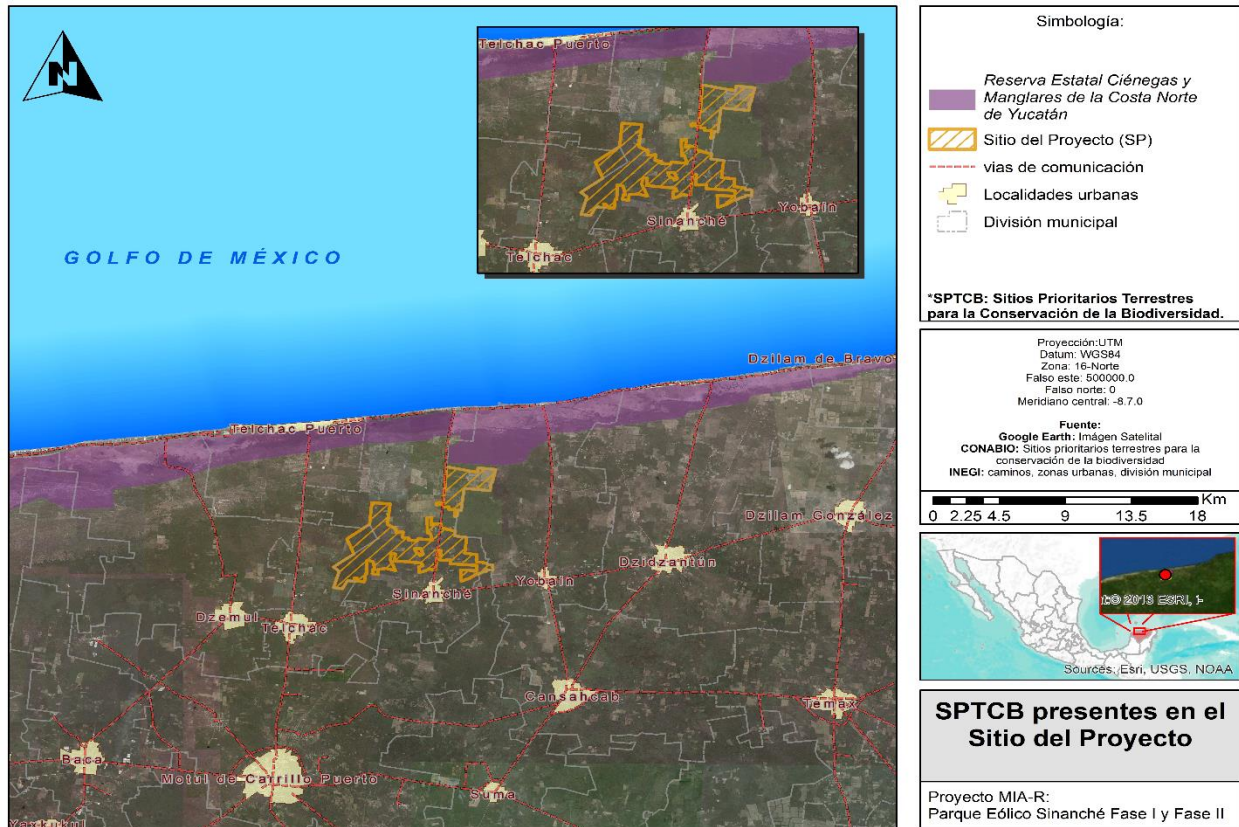 N
Telchac Puerto
Sinanché
Yobaín
Telchac
GOLFO DE MÉXICO
Dzilam de Bravo
Telchac Puerto
Dzilam González
Dzidzantún
Yobaín
Sinanché
Dzemul
Telchac
Cansahcab
Temax
Baca
Motul de Carrillo Puerto
Suma
Yaxkukul
Simbología:
Reserva Estatal Ciénegas y
Manglares de la Costa Norte
de Yucatán
Sitio del Proyecto (SP)
vias de comunicación
Localidades urbanas
División municipal
*SPTCB: Sitios Prioritarios Terrestres
para la Conservación de la Biodiversidad.
Proyección:UTM
Datum: WGS84
Zona: 16-Norte
Falso este: 500000.0
Falso norte: 0
Meridiano central: -8.7.0
Fuente:
Google Earth: Imágen Satelital
CONABIO: Sitios prioritarios terrestres para la
conservación de la biodiversidad
INEGI: caminos, zonas urbanas, división municipal
Km
0 2.25 4.5 9 13.5 18
© 2013 ESRI,
Sources: Esri, USGS, NOAA
SPTCB presentes en el
Sitio del Proyecto
Proyecto MIA-R:
Parque Eólico Sinanché Fase I y Fase II